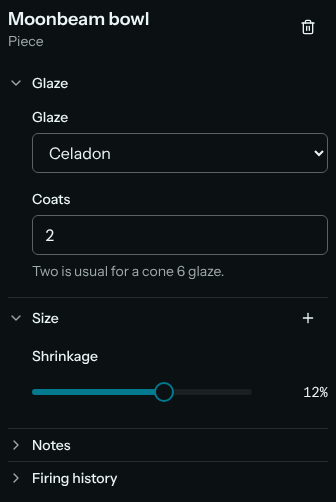 Moonbeam bowl
Piece
Glaze
Glaze
Celadon
Coats
2
Two is usual for a cone 6 glaze.
Size
Shrinkage
12%
Notes
Firing history